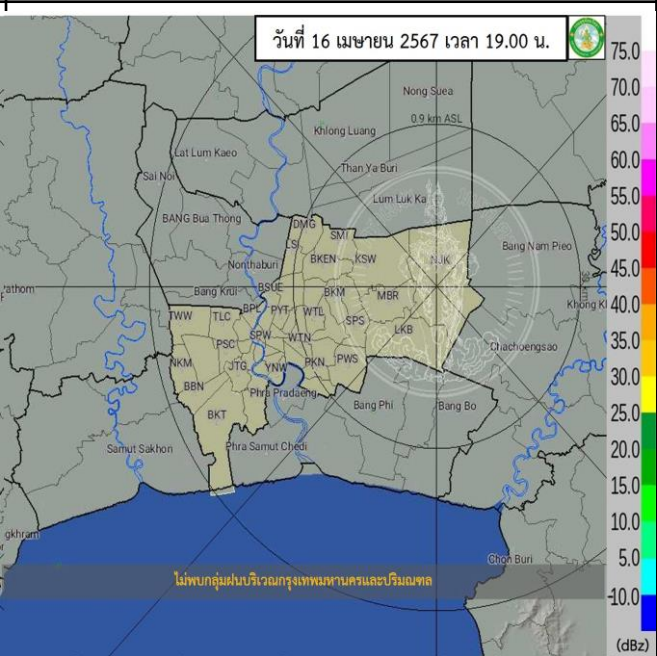 วันที่ 16 เมษายน 2567 เวลา 19.00 น.
75.0
70.0
65.0
60.0
55.0
50.0
45.0
40.0
35.0
30.0
25.0
20.0
15.0
10.0
5.0
-10.0
(dBz)
Nong Suea
0.9 km ASL
Khlong Luang
Lat Lum Kaeo
Than Ya Buri
Sai Noi
Lum Luk Ka
BANG Bua Thong
DMG
SMI
LSI
Bang Nam Pieo
BKEN
KSW
NJK
Nonthaburi
Bang Krui
BSUE
BKM
MBR
Khong Kh
TWW
TLC
BPL
PYT
WTL
SPS
LKB
PSC
SPW
WTN
Chachoengsao
NKM
JTG
YNW
PKN
PWS
BBN
Phra Pradaeng
BKT
Bang Phi
Bang Bo
Samut Sakhon
Phra Samut Chedi
gkhram
Chon Buri
ไม่พบกลุ่มฝนบริเวณกรุงเทพมหานครและปริมณฑล